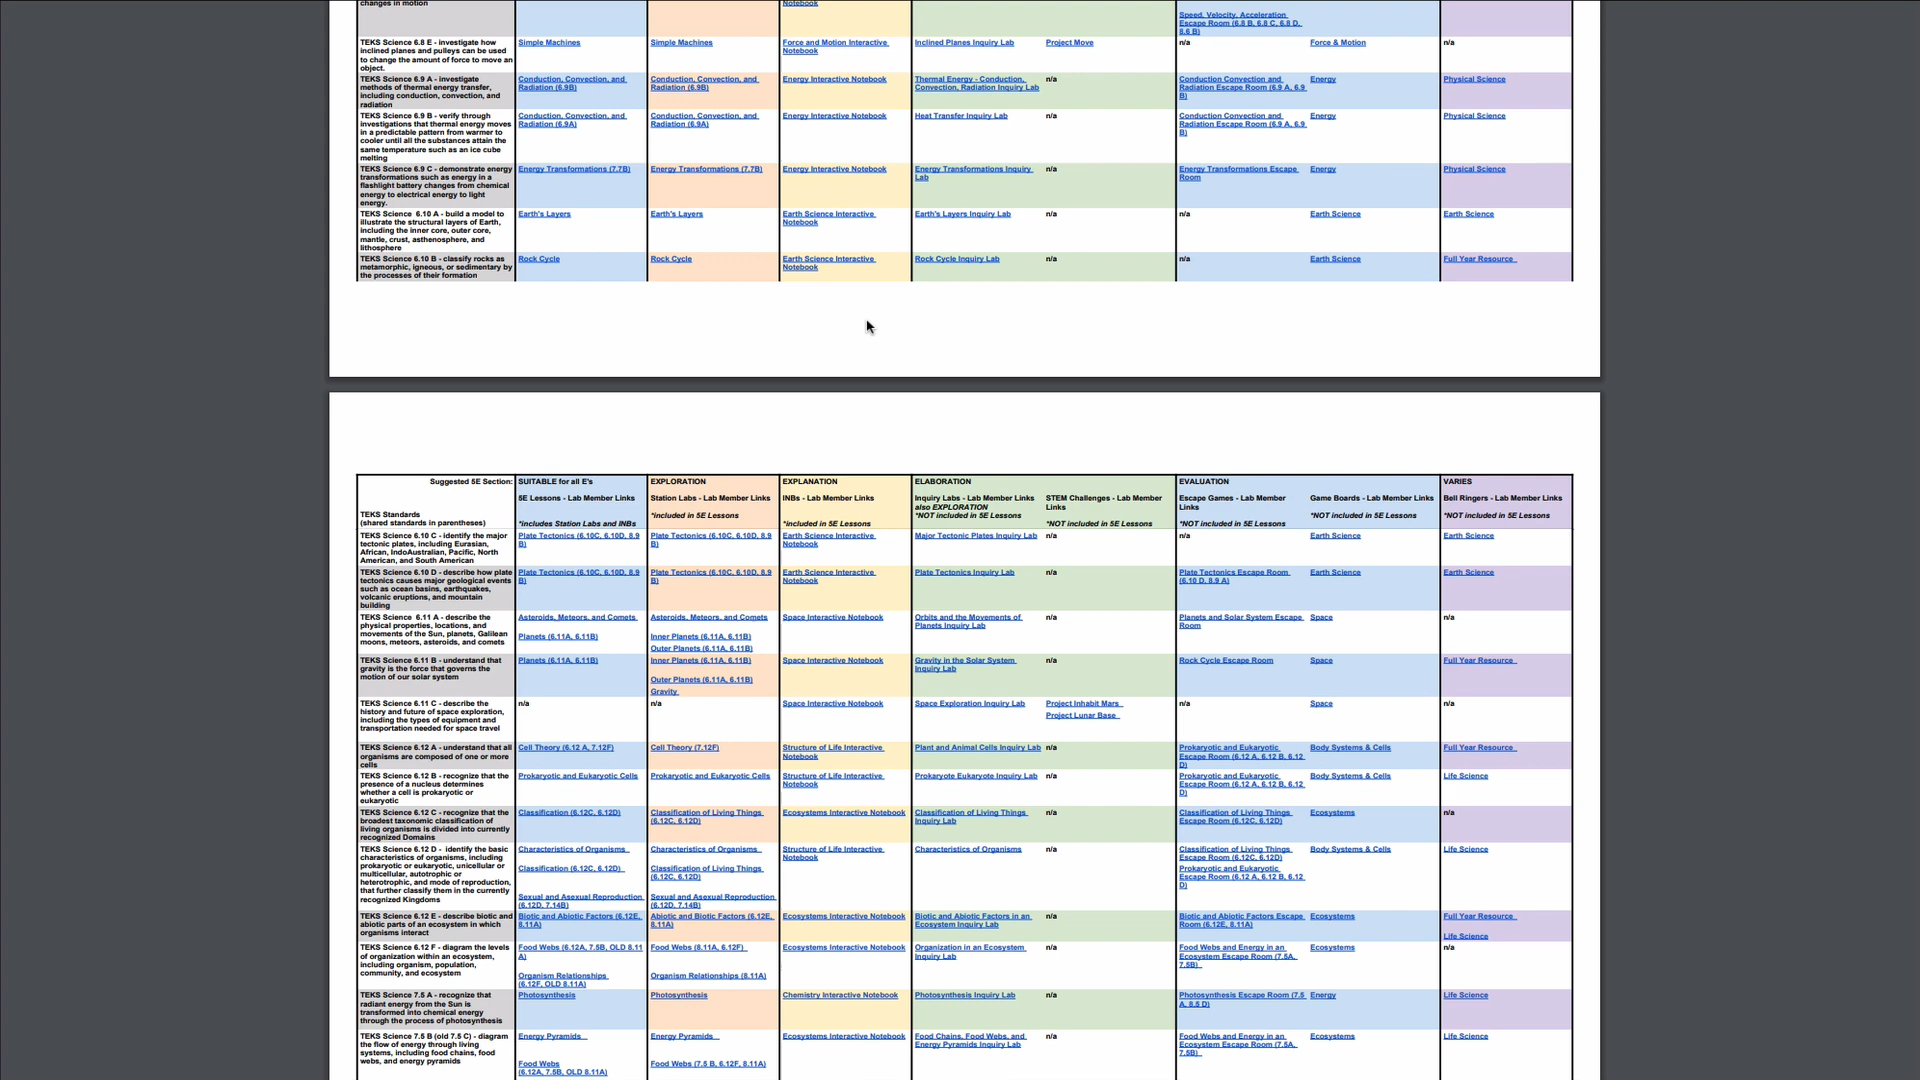 changes in motion
Notebook
Speed, Velocity, Acceleration
Escape Room (6.8 B, 6.8 C, 6.8 D,
8.6 B)
TEKS Science 6.8 E - investigate how
inclined planes and pulleys can be used
to change the amount of force to move an
object.
Simple Machines
Simple Machines
Force and Motion Interactive
Notebook
Inclined Planes Inquiry Lab
Project Move
n/a
Force & Motion
n/a
TEKS Science 6.9 A - investigate
methods of thermal energy transfer,
including conduction, convection, and
radiation
Conduction, Convection, and
Radiation (6.9B)
Conduction, Convection, and
Radiation (6.9B)
Energy Interactive Notebook
Thermal Energy - Conduction,
Convection, Radiation Inquiry Lab
n/a
Conduction Convection and
Radiation Escape Room (6.9 A, 6.9
B)
Energy
Physical Science
TEKS Science 6.9 B - verify through
investigations that thermal energy moves
in a predictable pattern from warmer to
cooler until all the substances attain the
same temperature such as an ice cube
melting
Conduction, Convection, and
Radiation (6.9A)
Conduction, Convection, and
Radiation (6.9A)
Energy Interactive Notebook
Heat Transfer Inquiry Lab
n/a
Conduction Convection and
Radiation Escape Room (6.9 A, 6.9
B)
Energy
Physical Science
TEKS Science 6.9 C - demonstrate energy
transformations such as energy in a
flashlight battery changes from chemical
energy to electrical energy to light
energy.
Energy Transformations (7.7B)
Energy Transformations (7.7B)
Energy Interactive Notebook
Energy Transformations Inquiry
Lab
n/a
Energy Transformations Escape
Room
Energy
Physical Science
TEKS Science  6.10 A - build a model to
illustrate the structural layers of Earth,
including the inner core, outer core,
mantle, crust, asthenosphere, and
lithosphere
Earth's Layers
Earth's Layers
Earth Science Interactive
Notebook
Earth's Layers Inquiry Lab
n/a
n/a
Earth Science
Earth Science
TEKS Science 6.10 B - classify rocks as
metamorphic, igneous, or sedimentary by
the processes of their formation
Rock Cycle
Rock Cycle
Earth Science Interactive
Notebook
Rock Cycle Inquiry Lab
n/a
n/a
Earth Science
Full Year Resource
Suggested 5E Section:
TEKS Standards
(shared standards in parentheses)
SUITABLE for all E's
5E Lessons - Lab Member Links
*includes Station Labs and INBs
EXPLORATION
Station Labs - Lab Member Links
*included in 5E Lessons
EXPLANATION
INBs - Lab Member Links
*included in 5E Lessons
ELABORATION
Inquiry Labs - Lab Member Links
also EXPLORATION
*NOT included in 5E Lessons
STEM Challenges - Lab Member
Links
*NOT included in 5E Lessons
EVALUATION
Escape Games - Lab Member
Links
*NOT included in 5E Lessons
Game Boards - Lab Member Links
*NOT included in 5E Lessons
VARIES
Bell Ringers - Lab Member Links
*NOT included in 5E Lessons
TEKS Science 6.10 C - identify the major
tectonic plates, including Eurasian,
African, IndoAustralian, Pacific, North
American, and South American
Plate Tectonics (6.10C, 6.10D, 8.9
B)
Plate Tectonics (6.10C, 6.10D, 8.9
B)
Earth Science Interactive
Notebook
Major Tectonic Plates Inquiry Lab
n/a
n/a
Earth Science
Earth Science
TEKS Science 6.10 D - describe how plate
tectonics causes major geological events
such as ocean basins, earthquakes,
volcanic eruptions, and mountain
building
Plate Tectonics (6.10C, 6.10D, 8.9
B)
Plate Tectonics (6.10C, 6.10D, 8.9
B)
Earth Science Interactive
Notebook
Plate Tectonics Inquiry Lab
n/a
Plate Tectonics Escape Room
(6.10 D, 8.9 A)
Earth Science
Earth Science
TEKS Science  6.11 A - describe the
physical properties, locations, and
movements of the Sun, planets, Galilean
moons, meteors, asteroids, and comets
Asteroids, Meteors, and Comets
Planets (6.11A, 6.11B)
Asteroids, Meteors, and Comets
Inner Planets (6.11A, 6.11B)
Outer Planets (6.11A, 6.11B)
Space Interactive Notebook
Orbits and the Movements of
Planets Inquiry Lab
n/a
Planets and Solar System Escape
Room
Space
n/a
TEKS Science 6.11 B - understand that
gravity is the force that governs the
motion of our solar system
Planets (6.11A, 6.11B)
Inner Planets (6.11A, 6.11B)
Outer Planets (6.11A, 6.11B)
Gravity
Space Interactive Notebook
Gravity in the Solar System
Inquiry Lab
n/a
Rock Cycle Escape Room
Space
Full Year Resource
TEKS Science 6.11 C - describe the
history and future of space exploration,
including the types of equipment and
transportation needed for space travel
n/a
n/a
Space Interactive Notebook
Space Exploration Inquiry Lab
Project Inhabit Mars
Project Lunar Base
n/a
Space
n/a
TEKS Science 6.12 A - understand that all
organisms are composed of one or more
cells
Cell Theory (6.12 A, 7.12F)
Cell Theory (7.12F)
Structure of Life Interactive
Notebook
Plant and Animal Cells Inquiry Lab
n/a
Prokaryotic and Eukaryotic
Escape Room (6.12 A, 6.12 B, 6.12
D)
Body Systems & Cells
Full Year Resource
TEKS Science 6.12 B - recognize that the
presence of a nucleus determines
whether a cell is prokaryotic or
eukaryotic
Prokaryotic and Eukaryotic Cells
Prokaryotic and Eukaryotic Cells
Structure of Life Interactive
Notebook
Prokaryote Eukaryote Inquiry Lab
n/a
Prokaryotic and Eukaryotic
Escape Room (6.12 A, 6.12 B, 6.12
D)
Body Systems & Cells
Life Science
TEKS Science 6.12 C - recognize that the
broadest taxonomic classification of
living organisms is divided into currently
recognized Domains
Classification (6.12C, 6.12D)
Classification of Living Things
(6.12C, 6.12D)
Ecosystems Interactive Notebook
Classification of Living Things
Inquiry Lab
n/a
Classification of Living Things
Escape Room (6.12C, 6.12D)
Ecosystems
n/a
TEKS Science 6.12 D -  identify the basic
characteristics of organisms, including
prokaryotic or eukaryotic, unicellular or
multicellular, autotrophic or
heterotrophic, and mode of reproduction,
that further classify them in the currently
recognized Kingdoms
Characteristics of Organisms
Classification (6.12C, 6.12D)
Sexual and Asexual Reproduction
(6.12D, 7.14B)
Characteristics of Organisms
Classification of Living Things
(6.12C, 6.12D)
Sexual and Asexual Reproduction
(6.12D, 7.14B)
Structure of Life Interactive
Notebook
Characteristics of Organisms
n/a
Classification of Living Things
Escape Room (6.12C, 6.12D)
Prokaryotic and Eukaryotic
Escape Room (6.12 A, 6.12 B, 6.12
D)
Body Systems & Cells
Life Science
TEKS Science 6.12 E - describe biotic and
abiotic parts of an ecosystem in which
organisms interact
Biotic and Abiotic Factors (6.12E,
8.11A)
Abiotic and Biotic Factors (6.12E,
8.11A)
Ecosystems Interactive Notebook
Biotic and Abiotic Factors in an
Ecosystem Inquiry Lab
n/a
Biotic and Abiotic Factors Escape
Room (6.12E, 8.11A)
Ecosystems
Full Year Resource
Life Science
TEKS Science 6.12 F - diagram the levels
of organization within an ecosystem,
including organism, population,
community, and ecosystem
Food Webs (6.12A, 7.5B, OLD 8.11
A)
Organism Relationships
(6.12F, OLD 8.11A)
Food Webs (8.11A, 6.12F)
Organism Relationships (8.11A)
Ecosystems Interactive Notebook
Organization in an Ecosystem
Inquiry Lab
n/a
Food Webs and Energy in an
Ecosystem Escape Room (7.5A,
7.5B)
Ecosystems
n/a
TEKS Science 7.5 A - recognize that
radiant energy from the Sun is
transformed into chemical energy
through the process of photosynthesis
Photosynthesis
Photosynthesis
Chemistry Interactive Notebook
Photosynthesis Inquiry Lab
n/a
Photosynthesis Escape Room (7.5
A, 8.5 D)
Energy
Life Science
TEKS Science 7.5 B (old 7.5 C) - diagram
the flow of energy through living
systems, including food chains, food
webs, and energy pyramids
Energy Pyramids
Food Webs
(6.12A, 7.5B, OLD 8.11A)
Energy Pyramids
Food Webs (7.5 B, 6.12F, 8.11A)
Ecosystems Interactive Notebook
Food Chains, Food Webs, and
Energy Pyramids Inquiry Lab
n/a
Food Webs and Energy in an
Ecosystem Escape Room (7.5A,
7.5B)
Ecosystems
Life Science